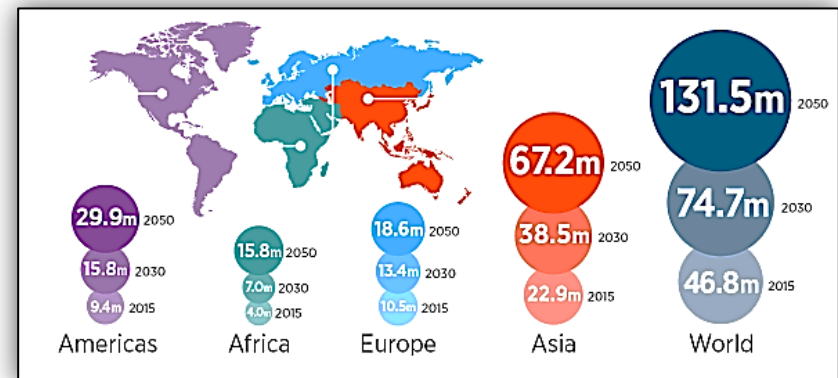 29.9m 2050
15.8m 2030
9.4m 2015
Americas
15.8m 2050
7.0m 2030
4.0m 2015
Africa
18.6m 2050
13.4m 2030
10.5m 2015
Europe
67.2m 2050
38.5m 2030
22.9m 2015
Asia
131.5m 2050
74.7m 2030
46.8m 2015
World